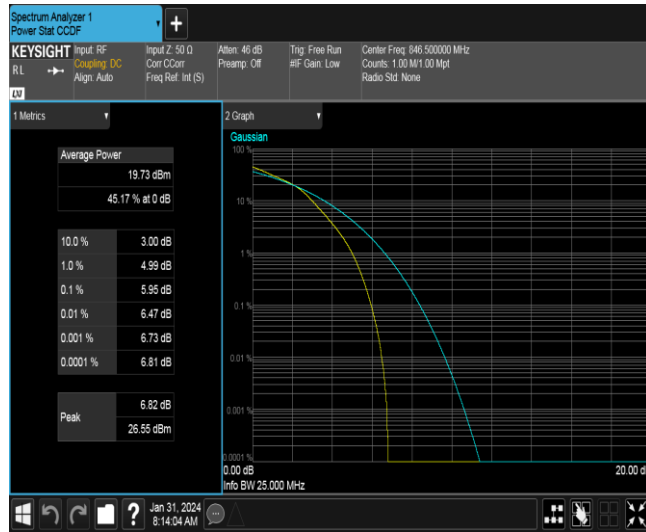 Spectrum Analyzer 1
Power Stat CCDF
+
KEYSIGHT
RL
LXI
Input: RF
Coupling: DC
Align: Auto
Input Z: 50 Ω
Corr CCorr
Freq Ref: Int (S)
Atten: 46 dB
Preamp: Off
Trig: Free Run
#IF Gain: Low
Center Freq: 846.500000 MHz
Counts: 1.00 M/1.00 Mpt
Radio Std: None
1 Metrics
Average Power
19.73 dBm
45.17 % at 0 dB
10.0 % 3.00 dB
1.0 % 4.99 dB
0.1 % 5.95 dB
0.01 % 6.47 dB
0.001 % 6.73 dB
0.0001 % 6.81 dB
Peak
6.82 dB
26.55 dBm
2 Graph
Gaussian
100 %
10 %
1 %
0.1 %
0.01 %
0.001 %
0.0001 %
0.00 dB
20.00 d
Info BW 25.000 MHz
?
Jan 31, 2024
8:14:04 AM